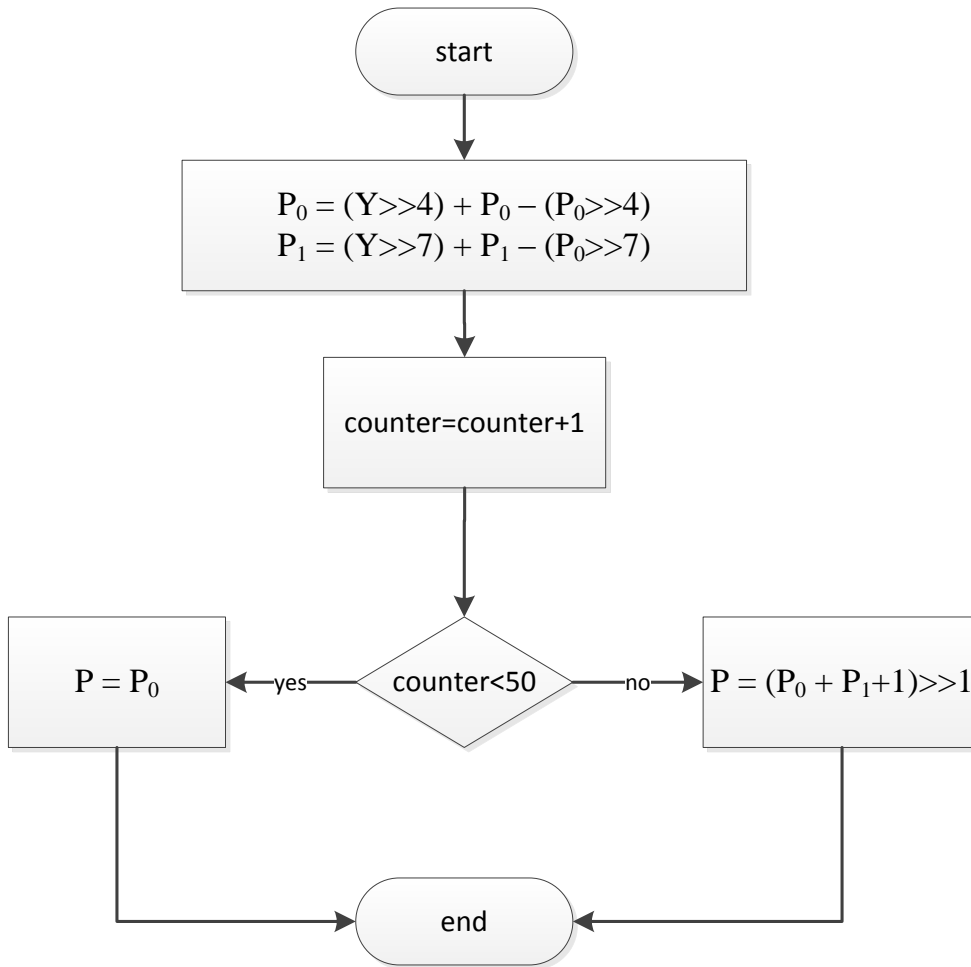 start
P₀ = (Y>>4) + P₀ – (P₀>>4)
P₁ = (Y>>7) + P₁ – (P₀>>7)
counter=counter+1
P = P₀
yes
counter<50
no
P = (P₀ + P₁+1)>>1
end